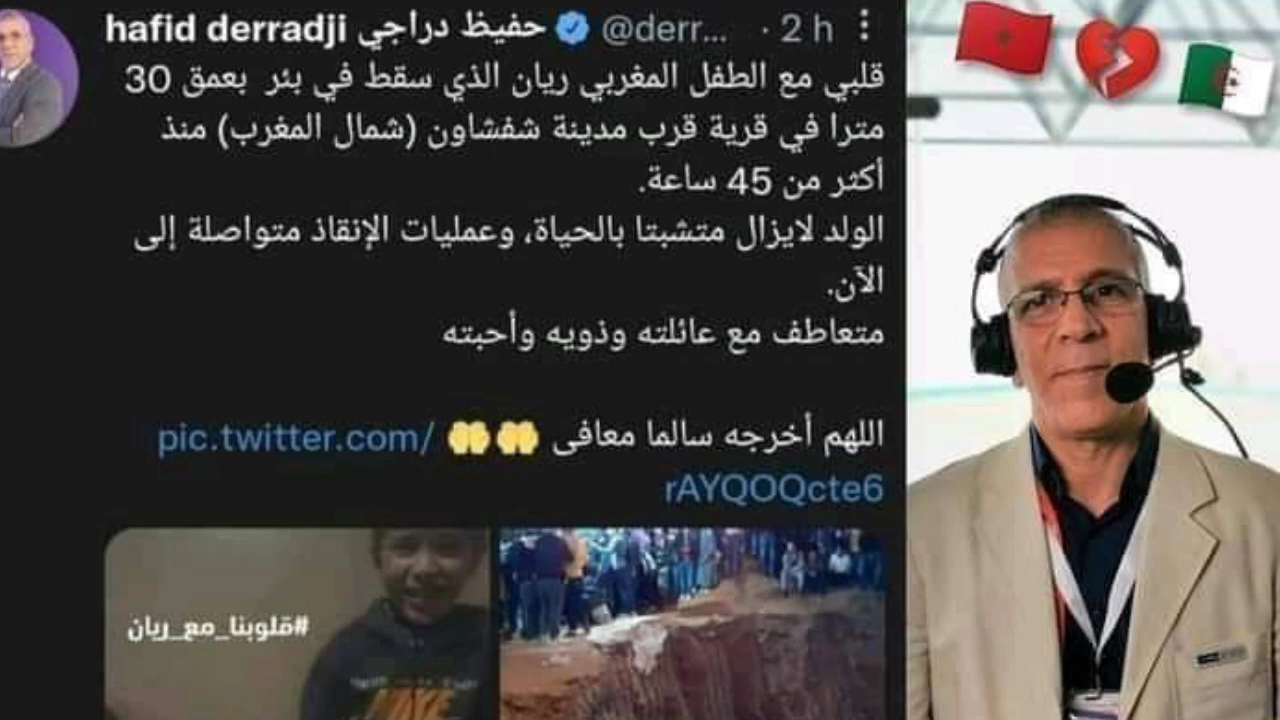 hafid derradji حفيظ دراجي @derr... · 2 h
قلبي مع الطفل المغربي ريان الذي سقط في بئر بعمق 30
مترا في قرية قرب مدينة شفشاون (شمال المغرب) منذ
أكثر من 45 ساعة.
الولد لايزال متشبتا بالحياة، وعمليات الإنقاذ متواصلة إلى
الآن.
متعاطف مع عائلته وذويه وأحبته
اللهم أخرجه سالما معافى 🤲🤲 pic.twitter.com/
rAYQOQcte6
#قلوبنا_مع_ريان